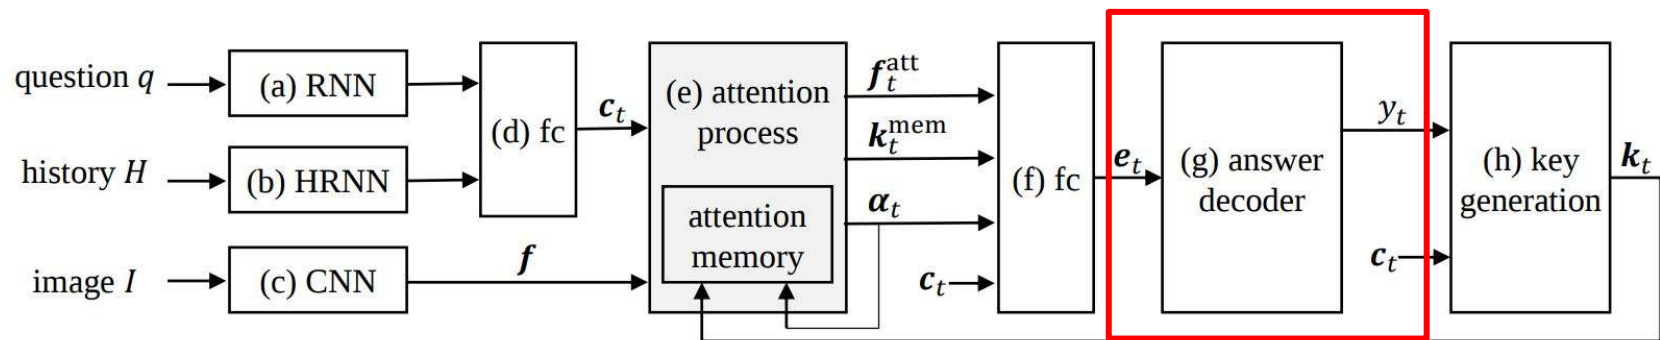 question q
(a) RNN
history H
(b) HRNN
image I
(c) CNN
f
(d) fc
c_t
(e) attention
process
attention
memory
f_t^att
k_t^mem
α_t
c_t
(f) fc
e_t
(g) answer
decoder
y_t
c_t
(h) key
generation
k_t